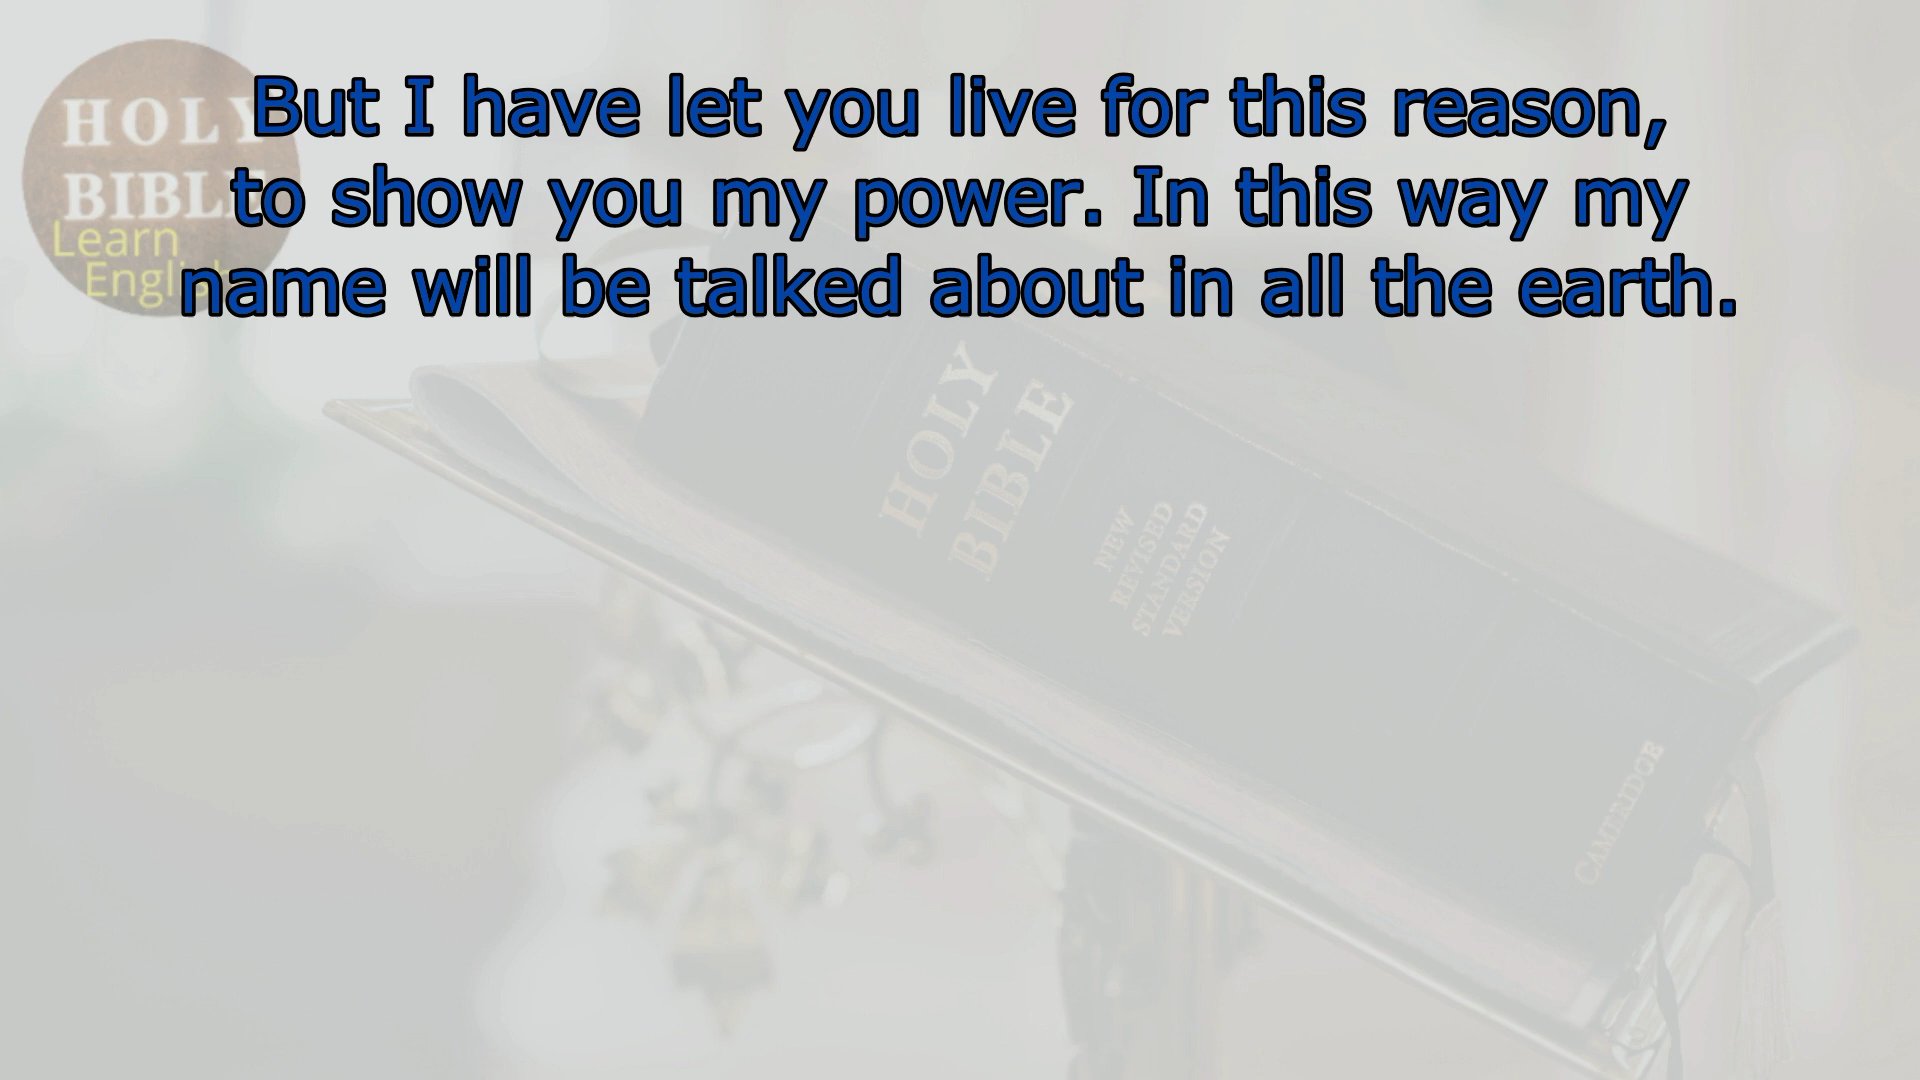 HOLY
BIBLE
Learn
English
But I have let you live for this reason,
to show you my power. In this way my
name will be talked about in all the earth.
HOLY
BIBLE
NEW
REVISED
STANDARD
VERSION
CAMBRIDGE